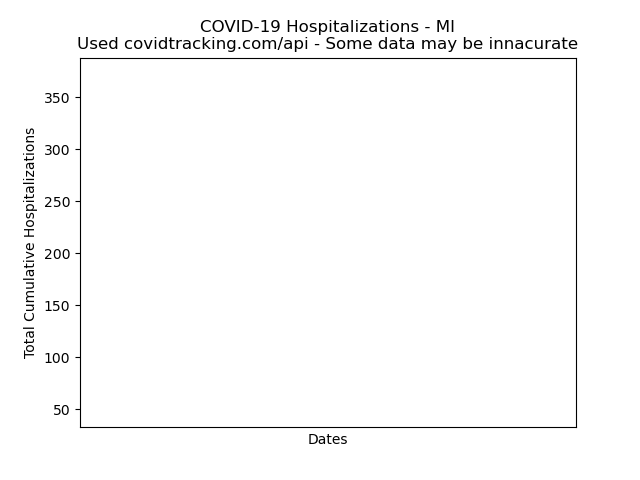 COVID-19 Hospitalizations - MI
Used covidtracking.com/api - Some data may be innacurate
Total Cumulative Hospitalizations
350
300
250
200
150
100
50
Dates